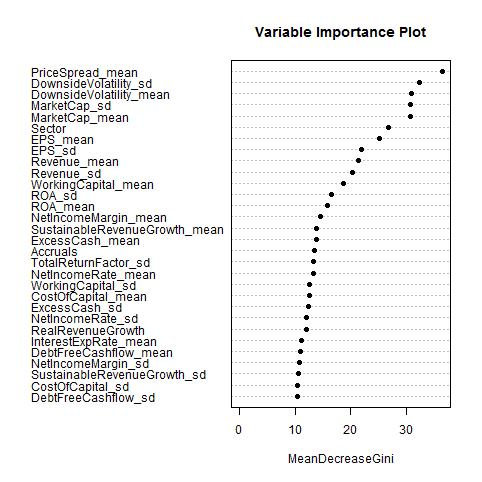 Variable Importance Plot
PriceSpread_mean
DownsideVolatility_sd
DownsideVolatility_mean
MarketCap_sd
MarketCap_mean
Sector
EPS_mean
EPS_sd
Revenue_mean
Revenue_sd
WorkingCapital_mean
ROA_sd
ROA_mean
NetIncomeMargin_mean
SustainableRevenueGrowth_mean
ExcessCash_mean
Accruals
TotalReturnFactor_sd
NetIncomeRate_mean
WorkingCapital_sd
CostOfCapital_mean
ExcessCash_sd
NetIncomeRate_sd
RealRevenueGrowth
InterestExpRate_mean
DebtFreeCashflow_mean
NetIncomeMargin_sd
SustainableRevenueGrowth_sd
CostOfCapital_sd
DebtFreeCashflow_sd
0 10 20 30
MeanDecreaseGini